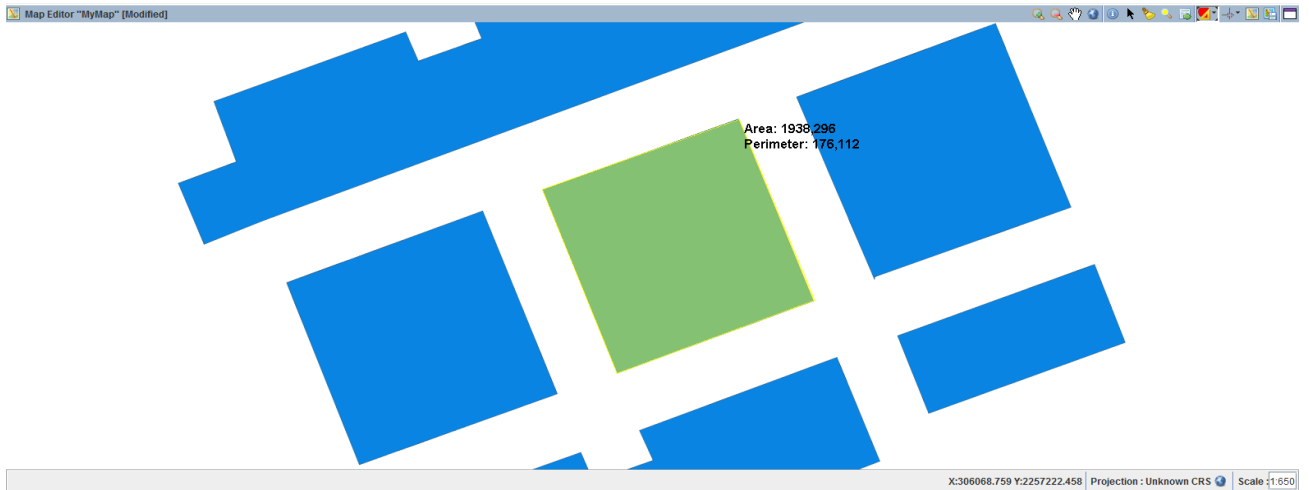 Map Editor "MyMap" [Modified]
Area: 1938,296
Perimeter: 176,112
X:306068.759 Y:2257222.458 Projection : Unknown CRS Scale :1:650